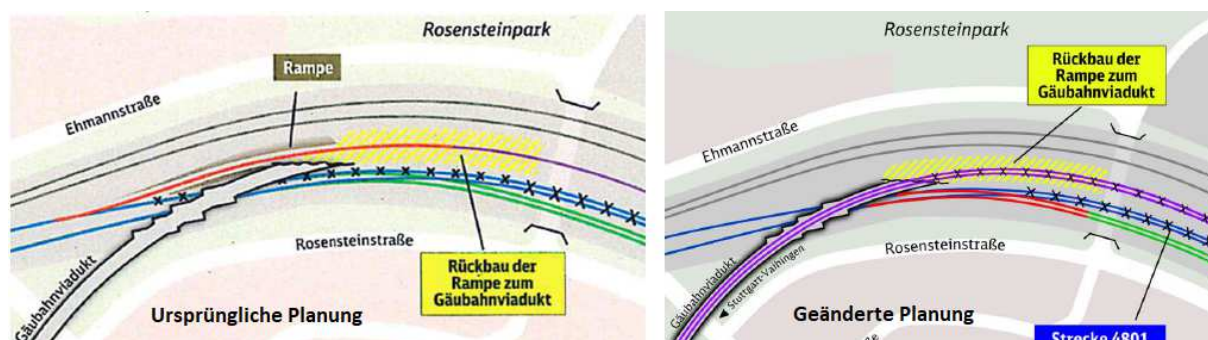 Rosensteinpark
Rampe
Ehmannstraße
Rosensteinstraße
Gäubahnviadukt
Rückbau der
Rampe zum
Gäubahnviadukt
Ursprüngliche Planung
Rosensteinpark
Rückbau der
Rampe zum
Gäubahnviadukt
Ehmannstraße
Rosensteinstraße
Gäubahnviadukt
Stuttgart-Vaihingen
Geänderte Planung
Strecke 4801